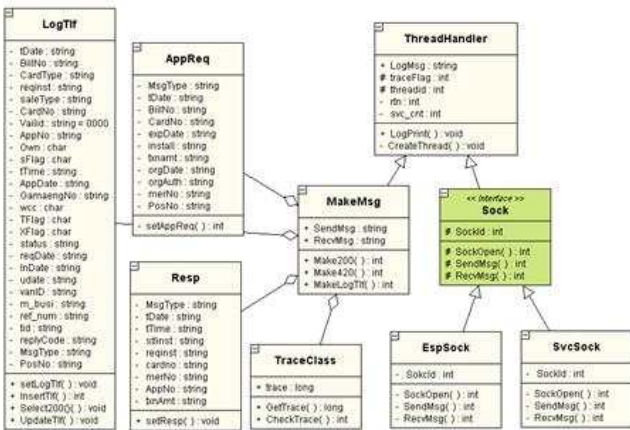 LogTlf
- tDate : string
- BillNo : string
- CardType : string
- reqinst : string
- saleType : string
- CardNo : string
- Vallid : string = 0000
- AppNo : string
- Own : char
- sFlag : char
- tTime : string
- AppDate : string
- GamaengNo : string
- wcc : char
- TFlag : char
- XFlag : char
- status : string
- reqDate : string
- InDate : string
- udate : string
- vanID : string
- m_busi : string
- ref_num : string
- tid : string
- replyCode : string
- MsgType : string
- PosNo : string
+ setLogTlf( ) : void
+ InsertTlf( ) : int
+ Select200( ) : void
+ UpdateTlf( ) : void
AppReq
- MsgType : string
- tDate : string
- BillNo : string
- CardNo : string
- expDate : string
- install : string
- txnamt : string
- orgDate : string
- orgAuth : string
- merNo : string
- PosNo : string
- setAppReq( ) : int
Resp
- MsgType : string
- tDate : string
- tTime : string
- stlinst : string
- reqinst : string
- cardno : string
- merNo : string
- AppNo : string
- txnAmt : string
+ setResp( ) : void
ThreadHandler
+ LogMsg : string
# traceFlag : int
# threadid : int
- rtn : int
- svc_cnt : int
+ LogPrint( ) : void
- CreateThread( ) : void
MakeMsg
+ SendMsg : string
+ RecvMsg : string
+ Make200( ) : int
+ Make420( ) : int
+ MakeLogTlf( ) : int
<< Interface >>
Sock
# SockId : int
# SockOpen( ) : int
# SendMsg( ) : int
# RecvMsg( ) : int
TraceClass
+ trace : long
+ GetTrace( ) : long
+ CheckTrace( ) : int
EspSock
- SokcId : int
- SockOpen( ) : int
- SendMsg( ) : int
- RecvMsg( ) : int
SvcSock
- SockId : int
- SockOpen( ) : int
- SendMsg( ) : int
- RecvMsg( ) : int